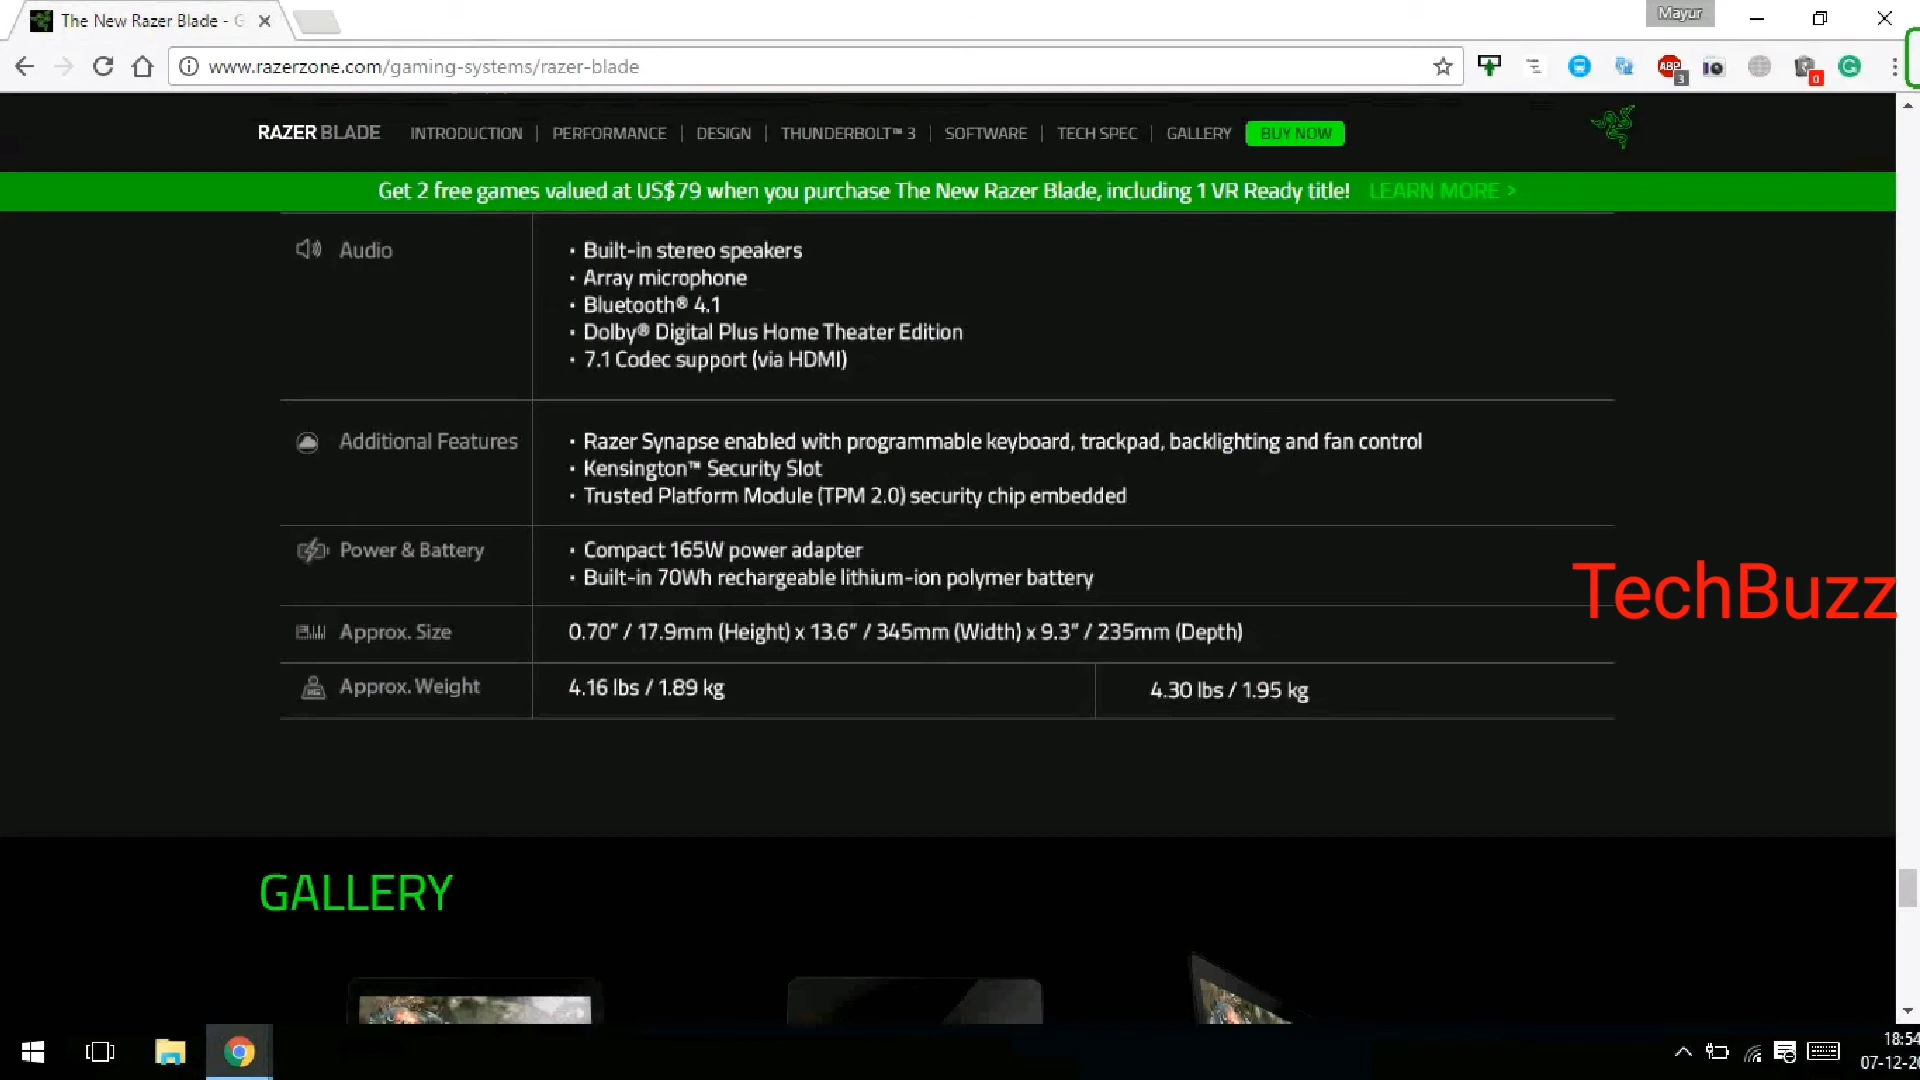 The New Razer Blade - G
Mayur
www.razerzone.com/gaming-systems/razer-blade
ABP
3
0
RAZER BLADE INTRODUCTION | PERFORMANCE | DESIGN | THUNDERBOLT™ 3 | SOFTWARE | TECH SPEC | GALLERY BUY NOW
Get 2 free games valued at US$79 when you purchase The New Razer Blade, including 1 VR Ready title! LEARN MORE >
Audio
· Built-in stereo speakers
· Array microphone
· Bluetooth® 4.1
· Dolby® Digital Plus Home Theater Edition
· 7.1 Codec support (via HDMI)
Additional Features
· Razer Synapse enabled with programmable keyboard, trackpad, backlighting and fan control
· Kensington™ Security Slot
· Trusted Platform Module (TPM 2.0) security chip embedded
Power & Battery
· Compact 165W power adapter
· Built-in 70Wh rechargeable lithium-ion polymer battery
TechBuzz
Approx. Size
0.70” / 17.9mm (Height) x 13.6” / 345mm (Width) x 9.3” / 235mm (Depth)
Approx. Weight
4.16 lbs / 1.89 kg
4.30 lbs / 1.95 kg
GALLERY
18:54
07-12-20